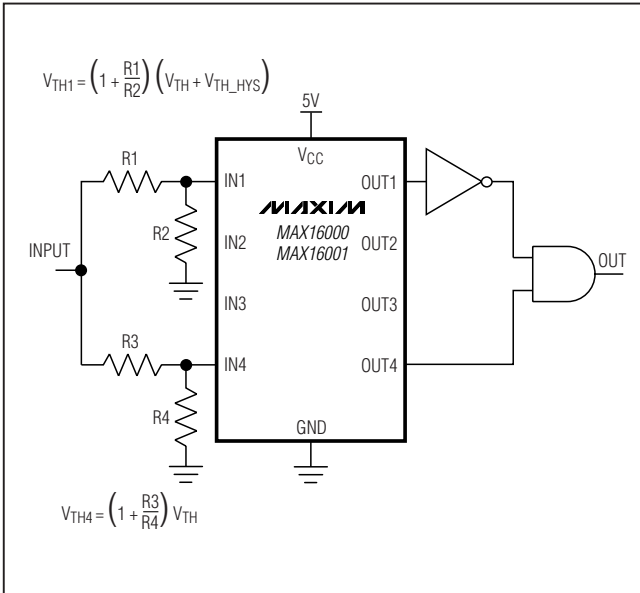 V_TH1 = (1 + R1/R2) (V_TH + V_TH_HYS)
5V
VCC
R1
IN1
OUT1
MAXIM
R2
MAX16000
MAX16001
IN2
OUT2
INPUT
OUT
IN3
OUT3
R3
IN4
OUT4
R4
GND
V_TH4 = (1 + R3/R4) V_TH